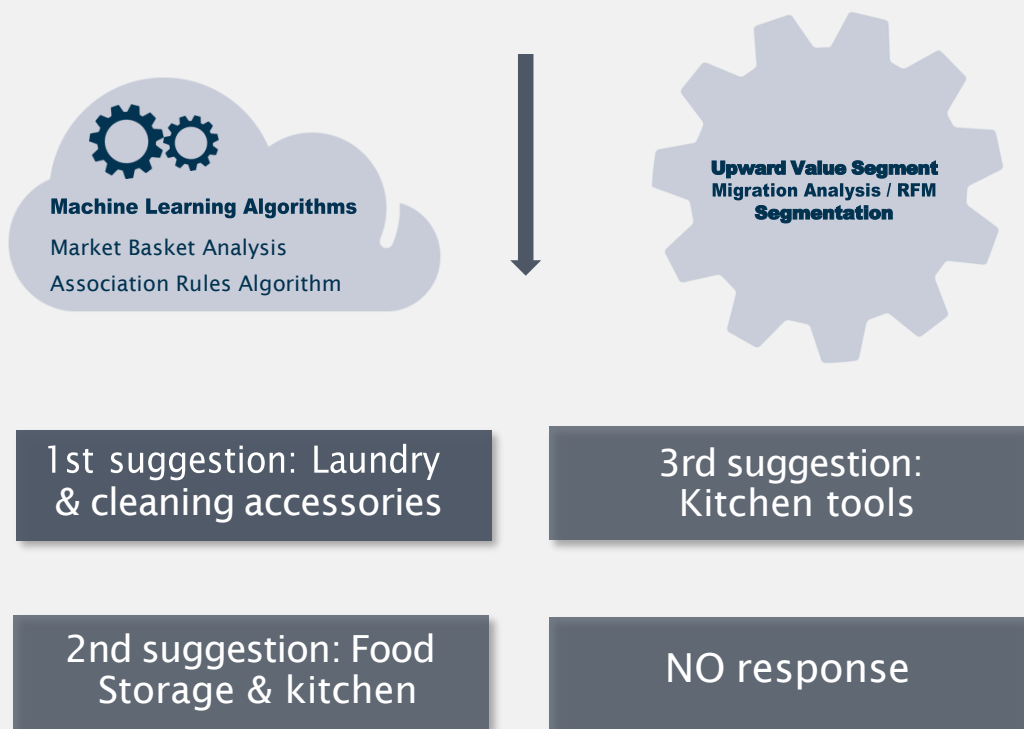 Machine Learning Algorithms
Market Basket Analysis
Association Rules Algorithm
Upward Value Segment
Migration Analysis / RFM
Segmentation
1st suggestion: Laundry
& cleaning accessories
3rd suggestion:
Kitchen tools
2nd suggestion: Food
Storage & kitchen
NO response